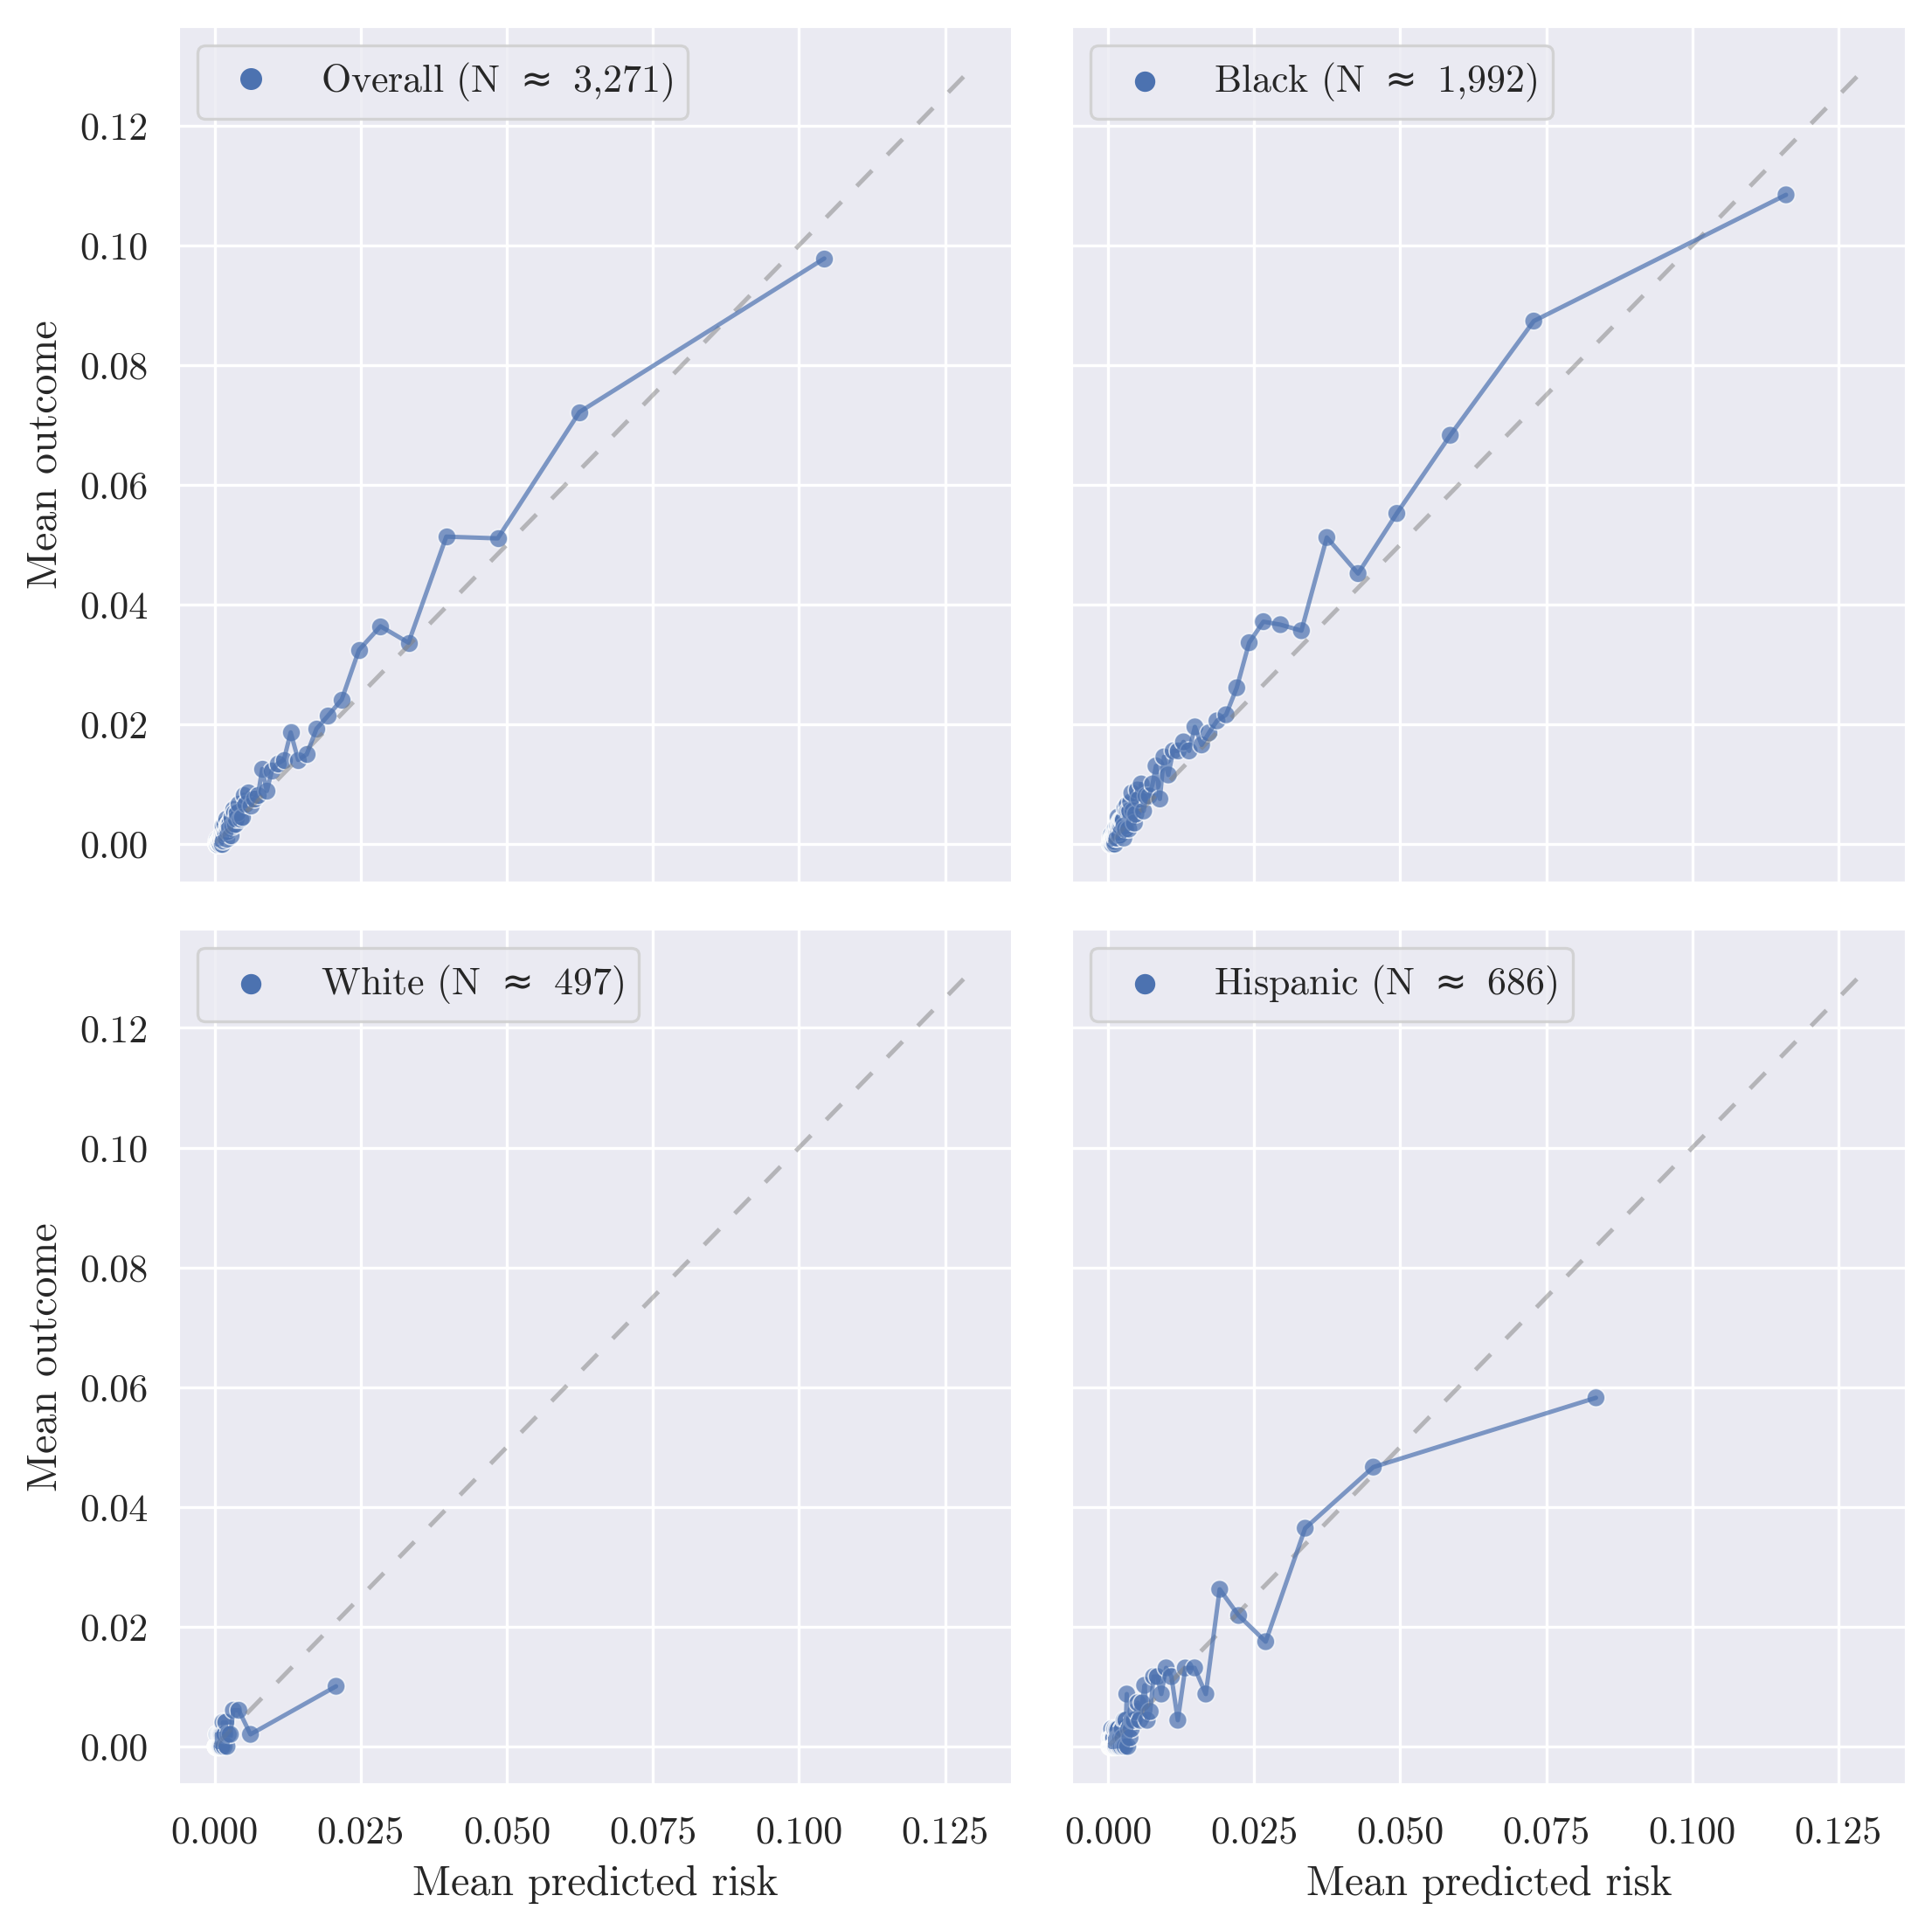 Overall (N ≈ 3,271)
Black (N ≈ 1,992)
Mean outcome
0.12
0.10
0.08
0.06
0.04
0.02
0.00
White (N ≈ 497)
Hispanic (N ≈ 686)
Mean outcome
0.12
0.10
0.08
0.06
0.04
0.02
0.00
0.000 0.025 0.050 0.075 0.100 0.125
0.000 0.025 0.050 0.075 0.100 0.125
Mean predicted risk
Mean predicted risk